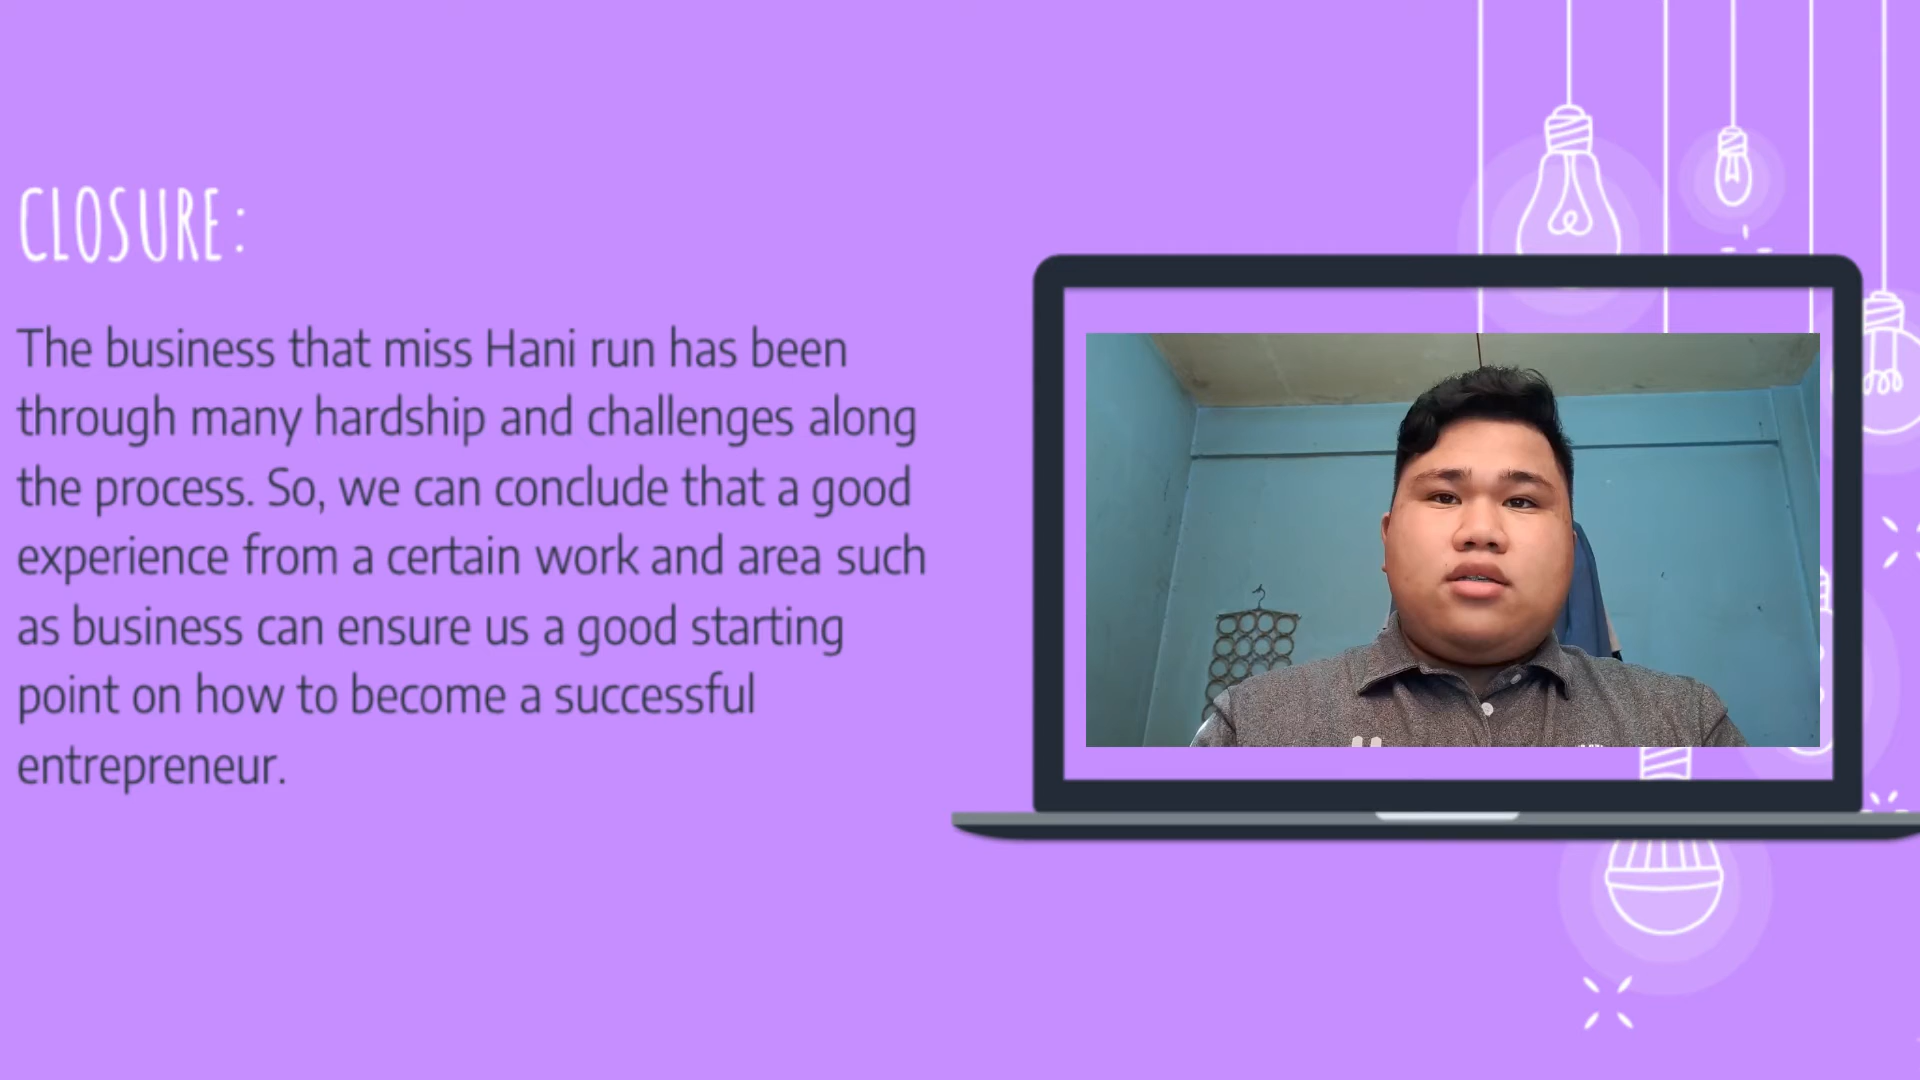 CLOSURE:
The business that miss Hani run has been
through many hardship and challenges along
the process. So, we can conclude that a good
experience from a certain work and area such
as business can ensure us a good starting
point on how to become a successful
entrepreneur.